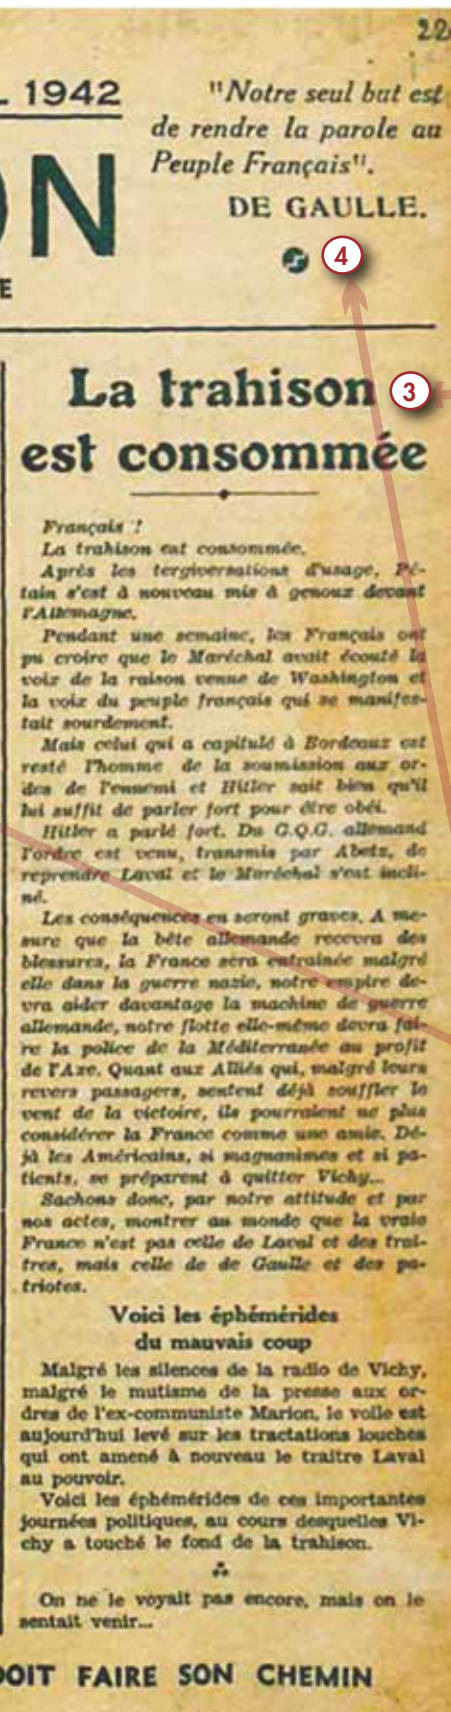 22
L 1942
"Notre seul but est
de rendre la parole au
Peuple Français".
DE GAULLE.
4
ON
E
La trahison
3
est consommée
Français !
La trahison est consommée.
Après les tergiversations d'usage, Pé-
tain s'est à nouveau mis à genoux devant
l'Allemagne.
Pendant une semaine, les Français ont
pu croire que le Maréchal avait écouté la
voix de la raison venue de Washington et
la voix du peuple français qui se manifes-
tait sourdement.
Mais celui qui a capitulé à Bordeaux est
resté l'homme de la soumission aux or-
des de l'ennemi et Hitler sait bien qu'il
lui suffit de parler fort pour être obéi.
Hitler a parlé fort. Du G.Q.G. allemand
l'ordre est venu, transmis par Abetz, de
reprendre Laval et le Maréchal s'est incli-
né.
Les conséquences en seront graves. A me-
sure que la bête allemande recevra des
blessures, la France sera entraînée malgré
elle dans la guerre nazie, notre empire de-
vra aider davantage la machine de guerre
allemande, notre flotte elle-même devra fai-
re la police de la Méditerranée au profit
de l'Axe. Quant aux Alliés qui, malgré leurs
revers passagers, sentent déjà souffler le
vent de la victoire, ils pourraient ne plus
considérer la France comme une amie. Dé-
jà les Américains, si magnanimes et si pa-
tients, se préparent à quitter Vichy...
Sachons donc, par notre attitude et par
nos actes, montrer au monde que la vraie
France n'est pas celle de Laval et des traî-
tres, mais celle de de Gaulle et des pa-
triotes.
Voici les éphémérides
du mauvais coup
Malgré les silences de la radio de Vichy,
malgré le mutisme de la presse aux or-
dres de l'ex-communiste Marion, le voile est
aujourd'hui levé sur les tractations louches
qui ont amené à nouveau le traître Laval
au pouvoir.
Voici les éphémérides de ces importantes
journées politiques, au cours desquelles Vi-
chy a touché le fond de la trahison.
On ne le voyait pas encore, mais on le
sentait venir...
DOIT FAIRE SON CHEMIN